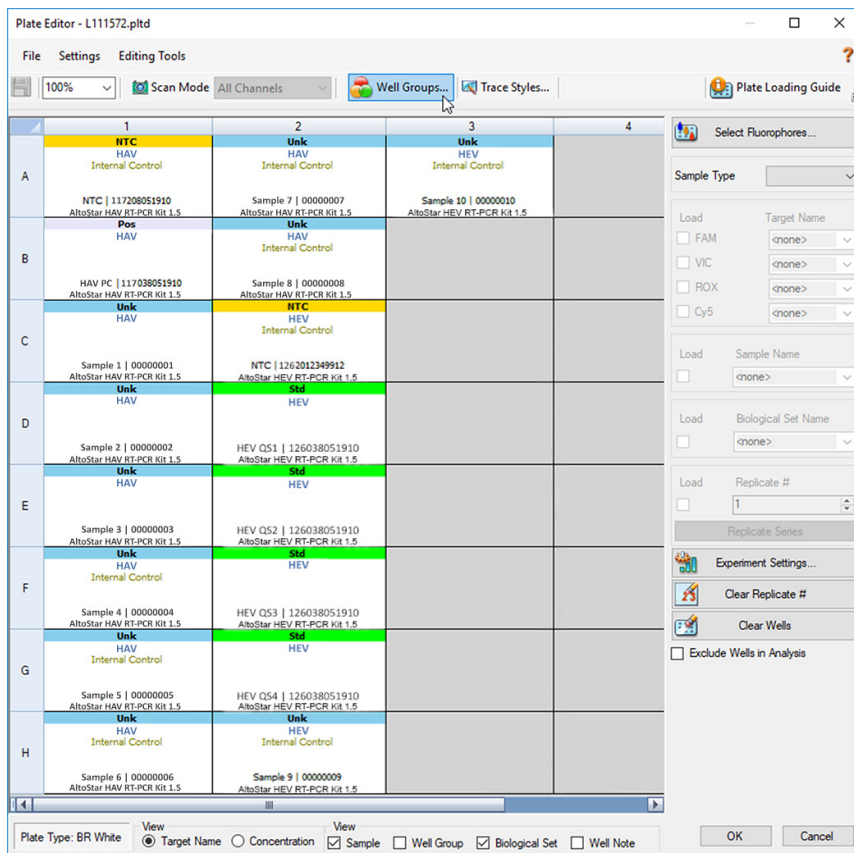 Plate Editor - L111572.pltd
File Settings Editing Tools ?
100% Scan Mode All Channels Well Groups... Trace Styles... Plate Loading Guide
1 2 3 4
A
NTC Unk Unk
HAV HAV HEV
Internal Control Internal Control Internal Control
NTC | 117208051910 Sample 7 | 00000007 Sample 10 | 00000010
AltoStar HAV RT-PCR Kit 1.5 AltoStar HAV RT-PCR Kit 1.5 AltoStar HEV RT-PCR Kit 1.5
B
Pos Unk
HAV HAV
Internal Control
HAV PC | 117038051910 Sample 8 | 00000008
AltoStar HAV RT-PCR Kit 1.5 AltoStar HAV RT-PCR Kit 1.5
C
Unk NTC
HAV HEV
Internal Control
Sample 1 | 00000001 NTC | 1262012349912
AltoStar HAV RT-PCR Kit 1.5 AltoStar HEV RT-PCR Kit 1.5
D
Unk Std
HAV HEV
Sample 2 | 00000002 HEV QS1 | 126038051910
AltoStar HAV RT-PCR Kit 1.5 AltoStar HEV RT-PCR Kit 1.5
E
Unk Std
HAV HEV
Sample 3 | 00000003 HEV QS2 | 126038051910
AltoStar HAV RT-PCR Kit 1.5 AltoStar HEV RT-PCR Kit 1.5
F
Unk Std
HAV HEV
Internal Control
Sample 4 | 00000004 HEV QS3 | 126038051910
AltoStar HAV RT-PCR Kit 1.5 AltoStar HEV RT-PCR Kit 1.5
G
Unk Std
HAV HEV
Internal Control
Sample 5 | 00000005 HEV QS4 | 126038051910
AltoStar HAV RT-PCR Kit 1.5 AltoStar HEV RT-PCR Kit 1.5
H
Unk Unk
HAV HEV
Internal Control Internal Control
Sample 6 | 00000006 Sample 9 | 00000009
AltoStar HAV RT-PCR Kit 1.5 AltoStar HEV RT-PCR Kit 1.5
Select Fluorophores...
Sample Type
Load Target Name
FAM <none>
VIC <none>
ROX <none>
Cy5 <none>
Load Sample Name
<none>
Load Biological Set Name
<none>
Load Replicate #
1
Replicate Series
Experiment Settings...
Clear Replicate #
Clear Wells
Exclude Wells in Analysis
View View
Plate Type: BR White Target Name Concentration Sample Well Group Biological Set Well Note OK Cancel